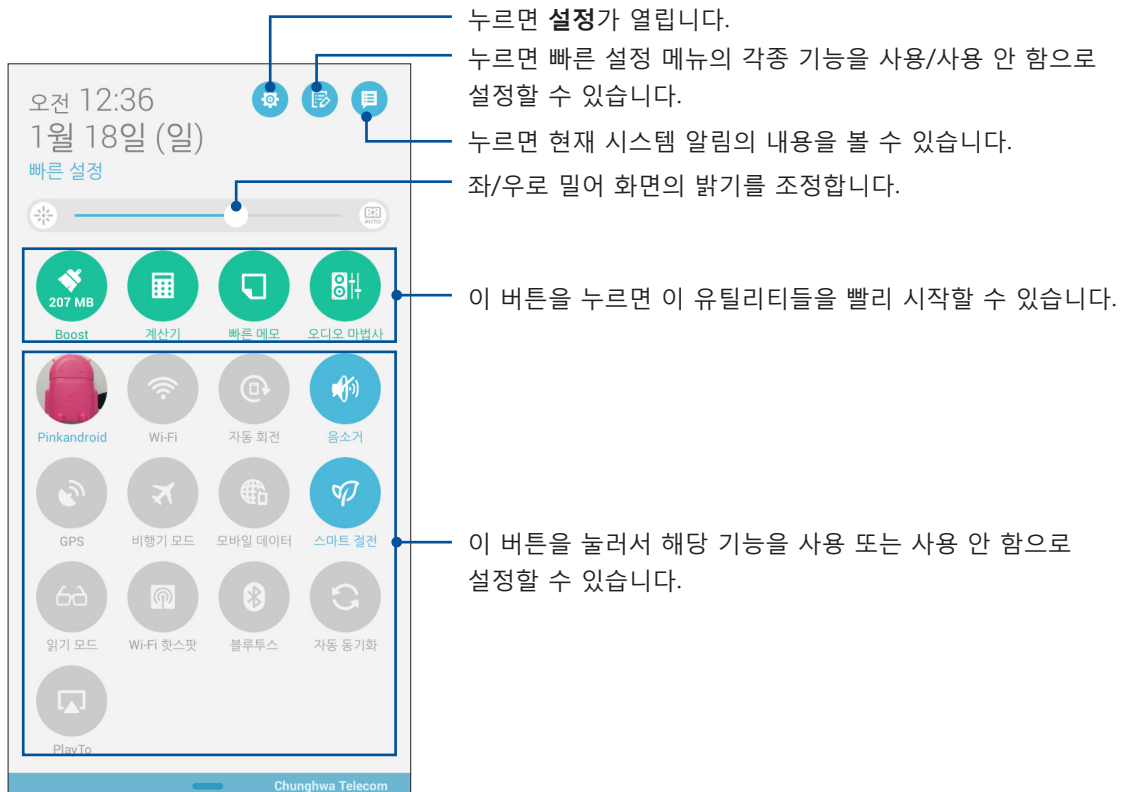 누르면 설정가 열립니다.
누르면 빠른 설정 메뉴의 각종 기능을 사용/사용 안 함으로
설정할 수 있습니다.
누르면 현재 시스템 알림의 내용을 볼 수 있습니다.
좌/우로 밀어 화면의 밝기를 조정합니다.
이 버튼을 누르면 이 유틸리티들을 빨리 시작할 수 있습니다.
이 버튼을 눌러서 해당 기능을 사용 또는 사용 안 함으로
설정할 수 있습니다.
오전 12:36
1월 18일 (일)
빠른 설정
AUTO
207 MB
Boost 계산기 빠른 메모 오디오 마법사
Pinkandroid Wi-Fi 자동 회전 음소거
GPS 비행기 모드 모바일 데이터 스마트 절전
읽기 모드 Wi-Fi 핫스팟 블루투스 자동 동기화
PlayTo
Chunghwa Telecom